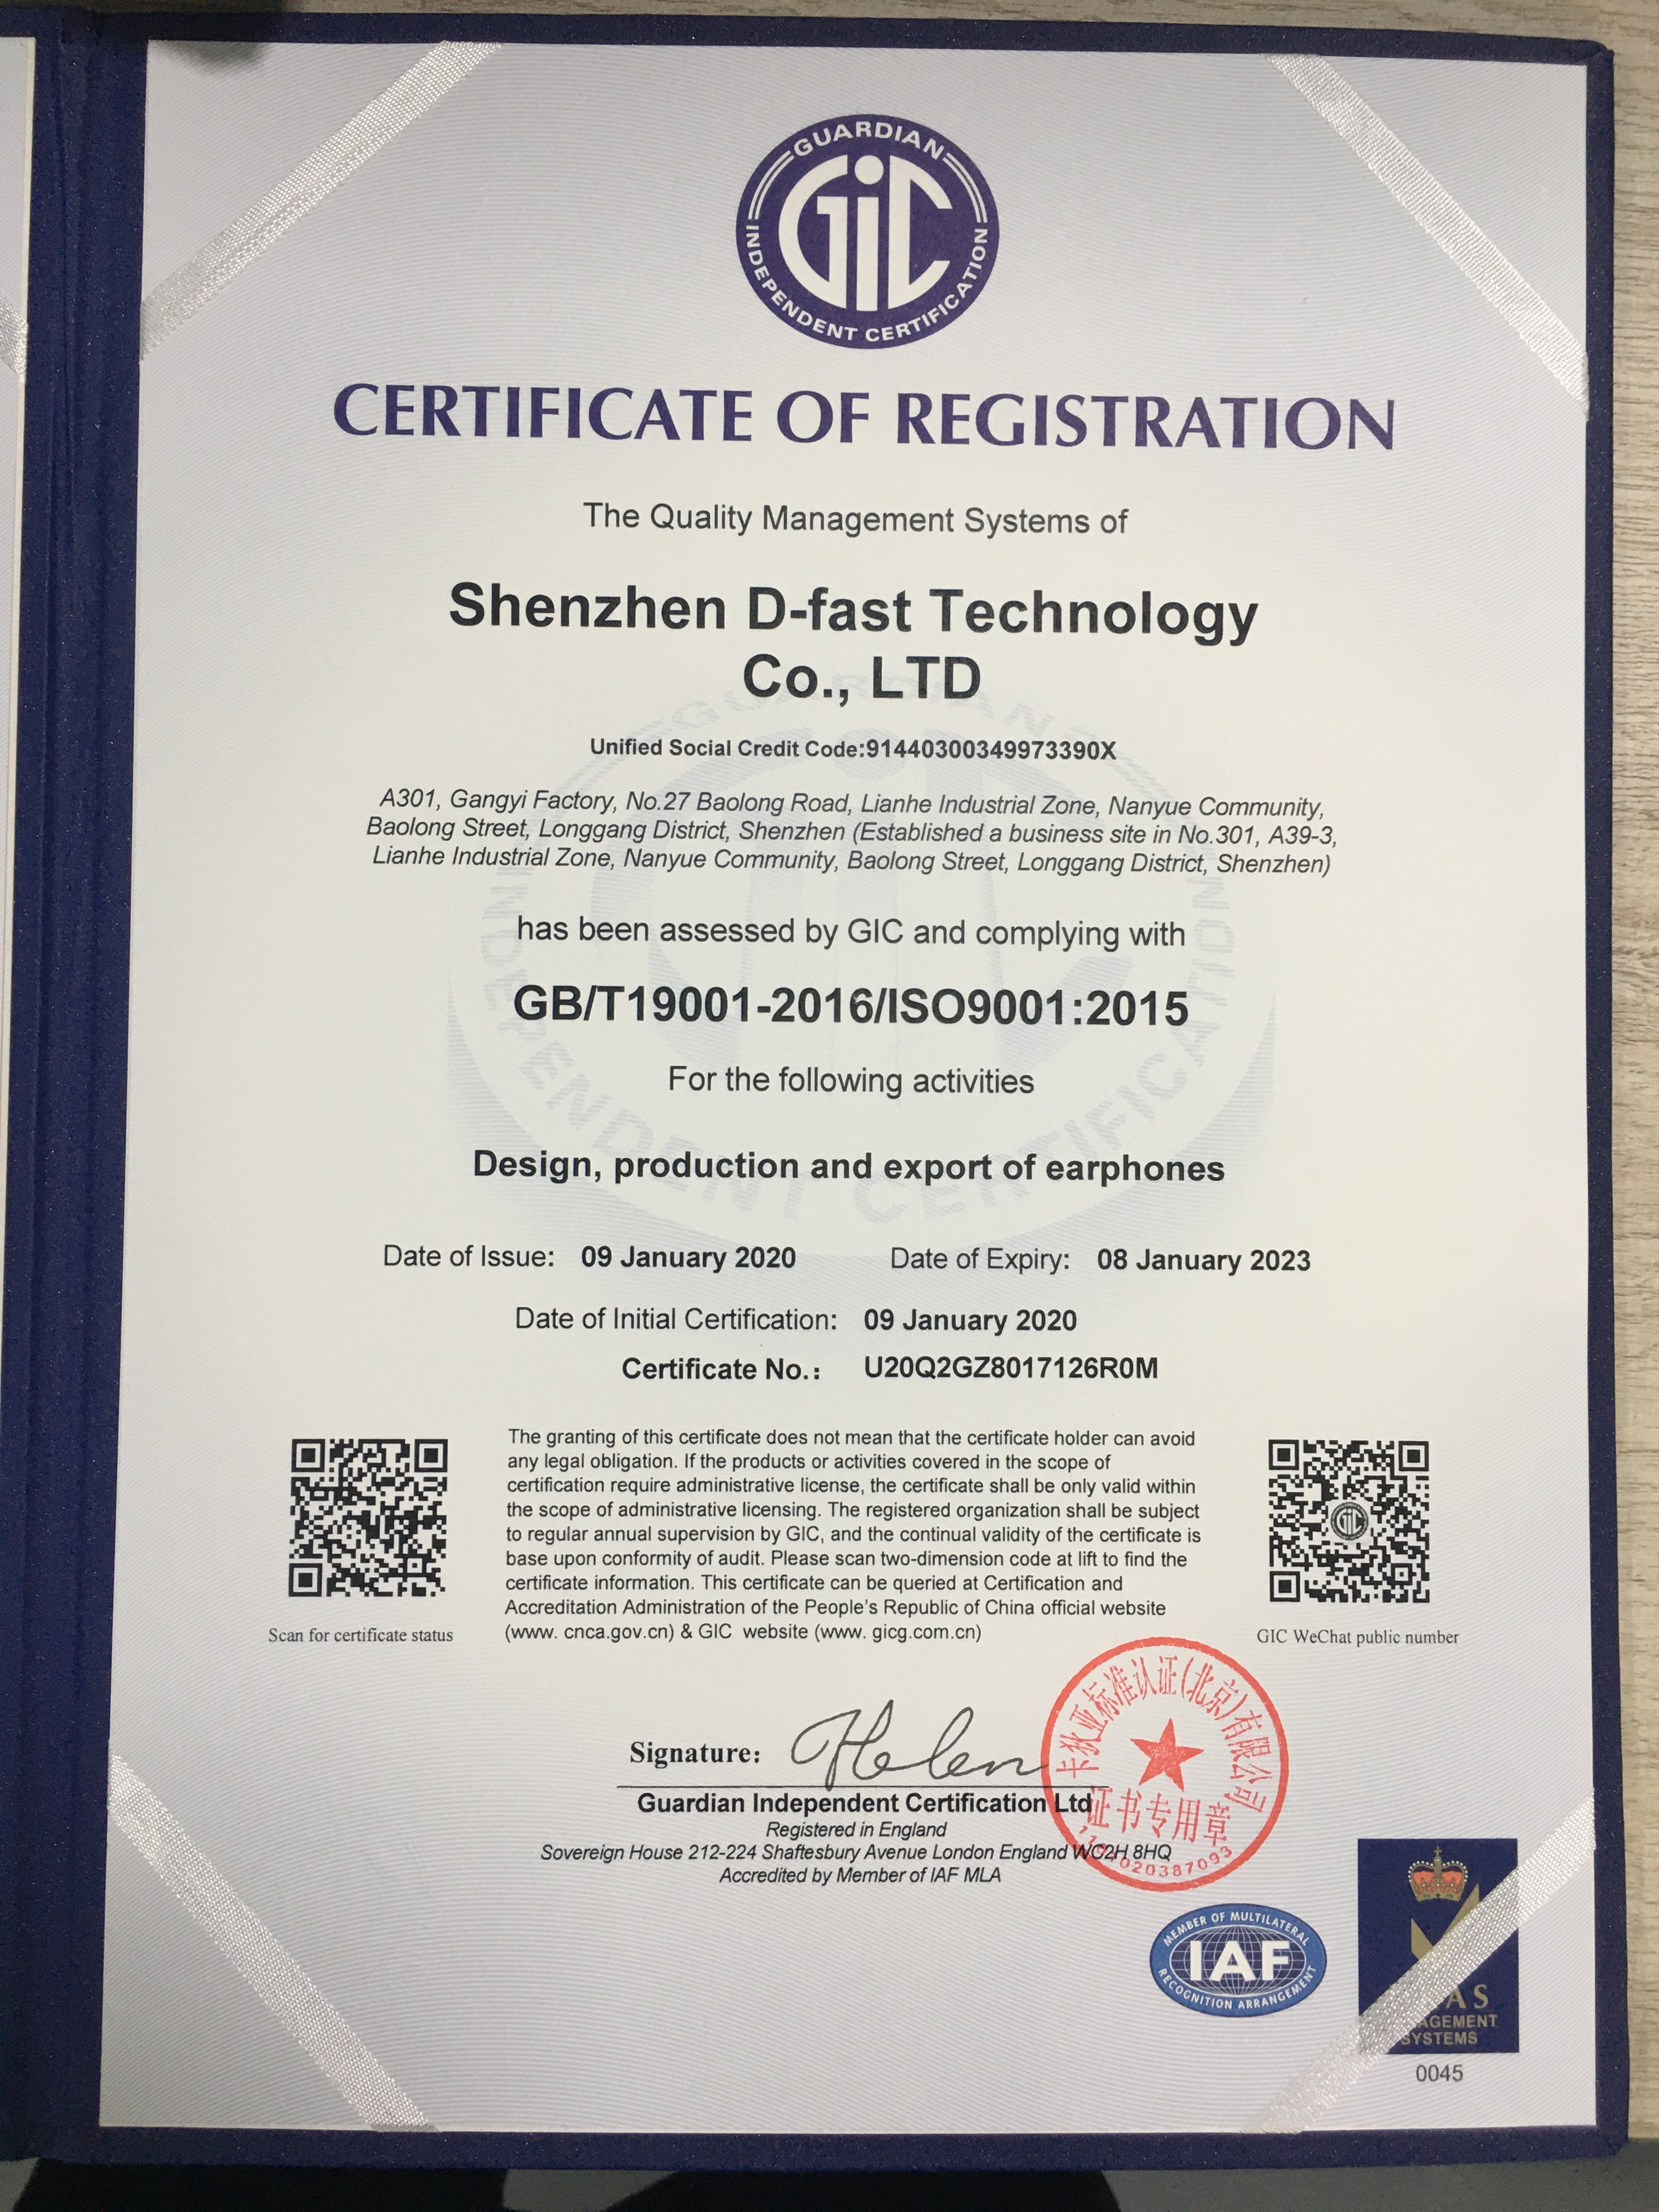 GUARDIAN
GiC
INDEPENDENT CERTIFICATION
CERTIFICATE OF REGISTRATION
The Quality Management Systems of
Shenzhen D-fast Technology
Co., LTD
Unified Social Credit Code:91440300349973390X
A301, Gangyi Factory, No.27 Baolong Road, Lianhe Industrial Zone, Nanyue Community,
Baolong Street, Longgang District, Shenzhen (Established a business site in No.301, A39-3,
Lianhe Industrial Zone, Nanyue Community, Baolong Street, Longgang District, Shenzhen)
has been assessed by GIC and complying with
GB/T19001-2016/ISO9001:2015
For the following activities
Design, production and export of earphones
Date of Issue: 09 January 2020 Date of Expiry: 08 January 2023
Date of Initial Certification: 09 January 2020
Certificate No.: U20Q2GZ8017126R0M
The granting of this certificate does not mean that the certificate holder can avoid
any legal obligation. If the products or activities covered in the scope of
certification require administrative license, the certificate shall be only valid within
the scope of administrative licensing. The registered organization shall be subject
to regular annual supervision by GIC, and the continual validity of the certificate is
base upon conformity of audit. Please scan two-dimension code at lift to find the
certificate information. This certificate can be queried at Certification and
Accreditation Administration of the People's Republic of China official website
(www. cnca.gov.cn) & GIC website (www. gicg.com.cn)
Scan for certificate status
GIC WeChat public number
Signature: Helen
Guardian Independent Certification Ltd
Registered in England
Sovereign House 212-224 Shaftesbury Avenue London England WC2H 8HQ
Accredited by Member of IAF MLA
卡狄亚标准认证(北京)有限公司
证书专用章
MEMBER OF MULTILATERAL
IAF
RECOGNITION ARRANGEMENT
AS
AGEMENT
SYSTEMS
0045